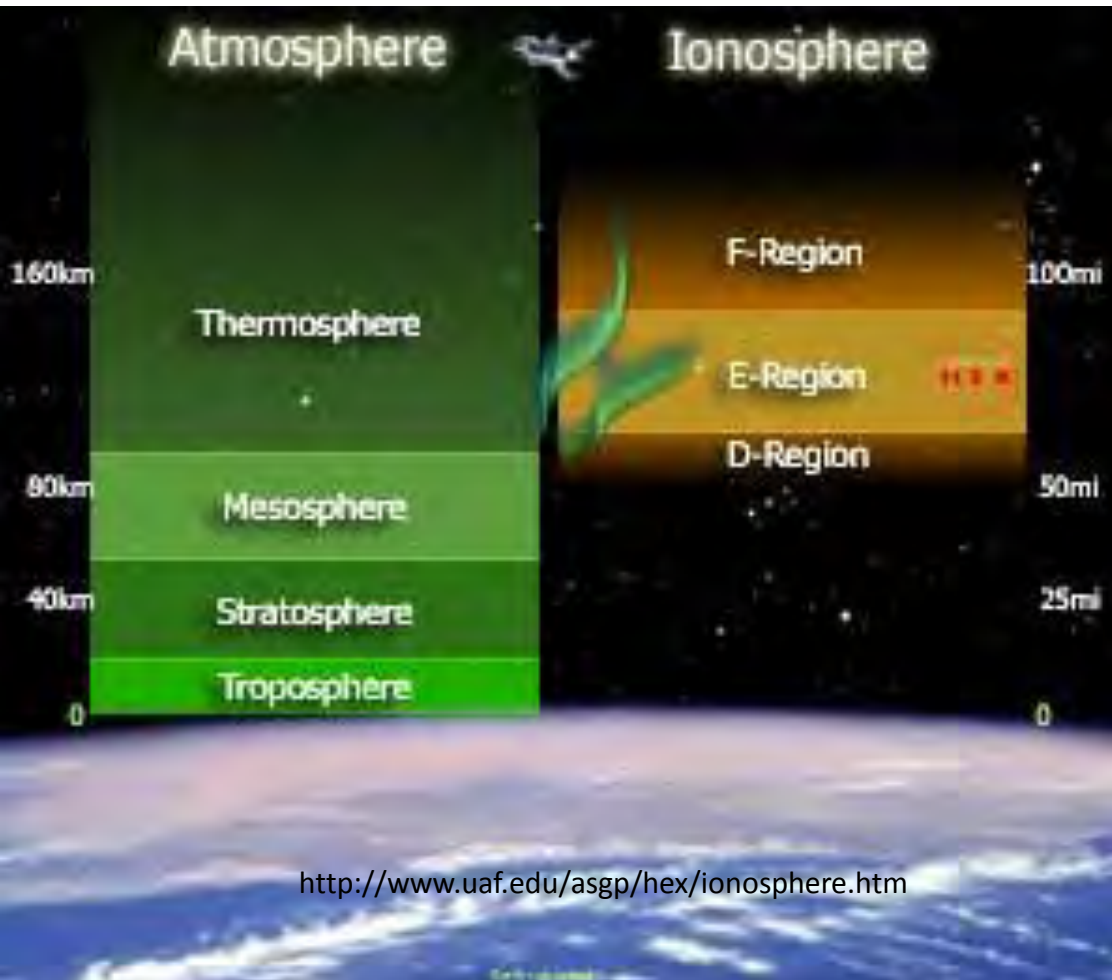 Atmosphere
Ionosphere
F-Region
160km
100mi
Thermosphere
E-Region
D-Region
80km
50mi
Mesosphere
40km
25mi
Stratosphere
Troposphere
0
0
http://www.uaf.edu/asgp/hex/ionosphere.htm